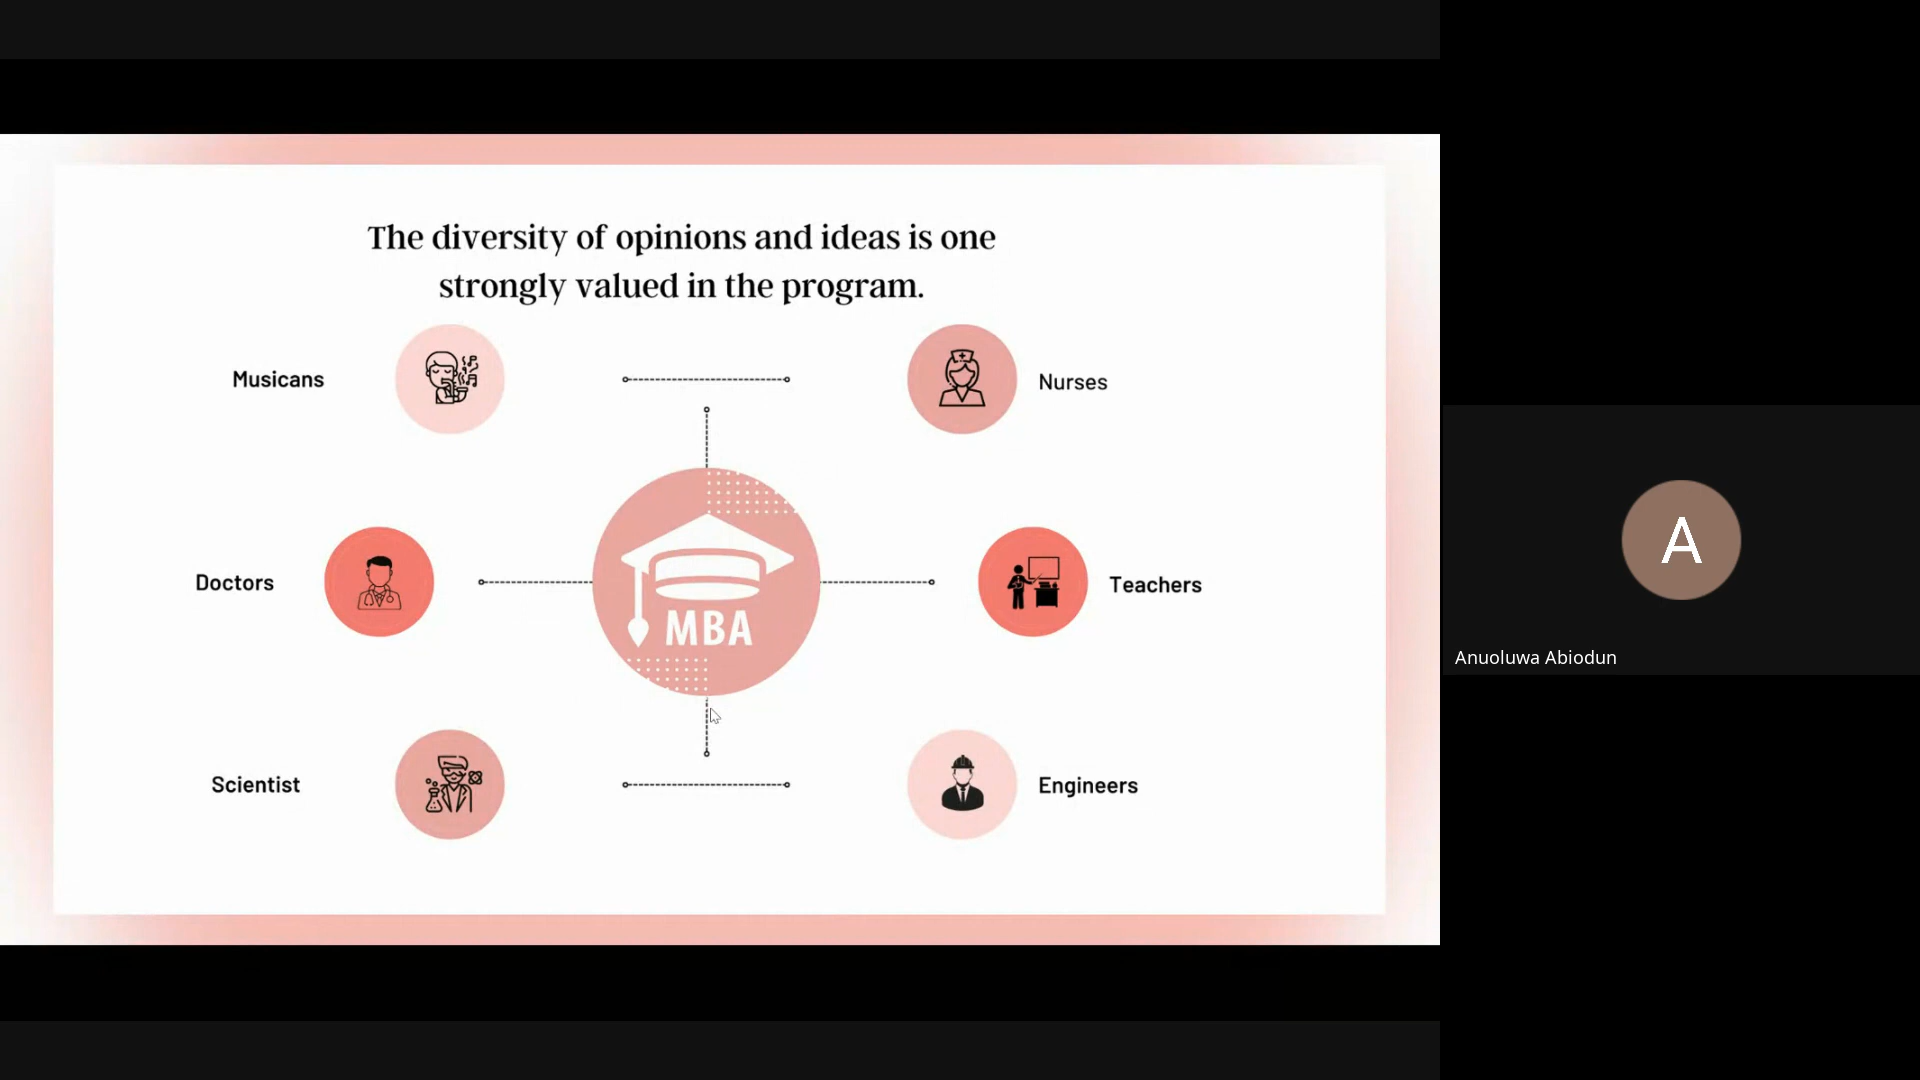 The diversity of opinions and ideas is one
strongly valued in the program.
Musicans
Nurses
Doctors
MBA
Teachers
Scientist
Engineers
A
Anuoluwa Abiodun